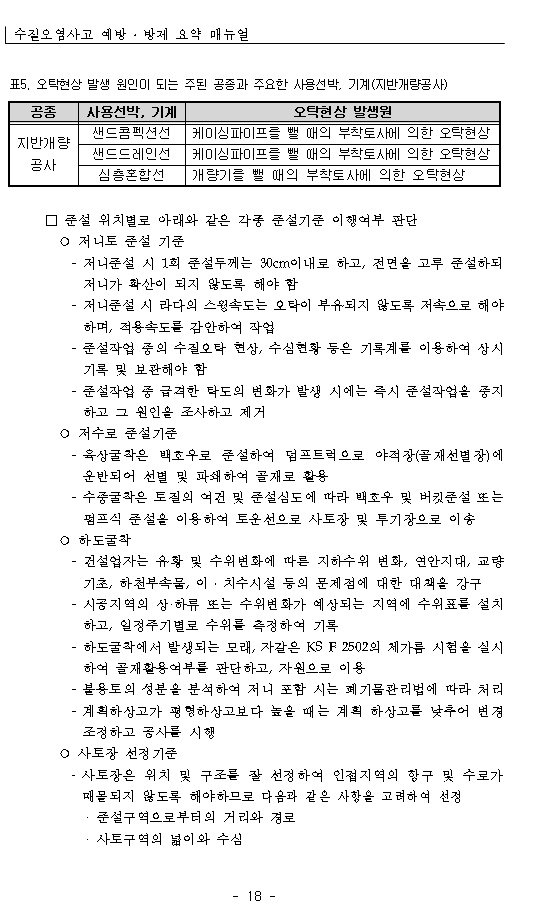 수질오염사고 예방·방제 요약 매뉴얼
표5. 오탁현상 발생 원인이 되는 주된 공종과 주요한 사용선박, 기계(지반개량공사)
공종 사용선박, 기계 오탁현상 발생원
지반개량 공사 샌드콤팩션선 케이싱파이프를 뺄 때의 부착토사에 의한 오탁현상
샌드드레인선 케이싱파이프를 뺄 때의 부착토사에 의한 오탁현상
심층혼합선 개량기를 뺄 때의 부착토사에 의한 오탁현상
□ 준설 위치별로 아래와 같은 각종 준설기준 이행여부 판단
○ 저니토 준설 기준
- 저니준설 시 1회 준설두께는 30cm이내로 하고, 전면을 고루 준설하되
저니가 확산이 되지 않도록 해야 함
- 저니준설 시 라다의 스윙속도는 오탁이 부유되지 않도록 저속으로 해야
하며, 적용속도를 감안하여 작업
- 준설작업 중의 수질오탁 현상, 수심현황 등은 기록계를 이용하여 상시
기록 및 보관해야 함
- 준설작업 중 급격한 탁도의 변화가 발생 시에는 즉시 준설작업을 중지
하고 그 원인을 조사하고 제거
○ 저수로 준설기준
- 육상굴착은 백호우로 준설하여 덤프트럭으로 야적장(골재선별장)에
운반되어 선별 및 파쇄하여 골재로 활용
- 수중굴착은 토질의 여건 및 준설심도에 따라 백호우 및 버킷준설 또는
펌프식 준설을 이용하여 토운선으로 사토장 및 투기장으로 이송
○ 하도굴착
- 건설업자는 유황 및 수위변화에 따른 지하수위 변화, 연안지대, 교량
기초, 하천부속물, 이·치수시설 등의 문제점에 대한 대책을 강구
- 시공지역의 상·하류 또는 수위변화가 예상되는 지역에 수위표를 설치
하고, 일정주기별로 수위를 측정하여 기록
- 하도굴착에서 발생되는 모래, 자갈은 KS F 2502의 체가름 시험을 실시
하여 골재활용여부를 판단하고, 자원으로 이용
- 불용토의 성분을 분석하여 저니 포함 시는 폐기물관리법에 따라 처리
- 계획하상고가 평형하상고보다 높을 때는 계획 하상고를 낮추어 변경
조정하고 공사를 시행
○ 사토장 선정기준
- 사토장은 위치 및 구조를 잘 선정하여 인접지역의 항구 및 수로가
매몰되지 않도록 해야하므로 다음과 같은 사항을 고려하여 선정
· 준설구역으로부터의 거리와 경로
· 사토구역의 넓이와 수심
- 18 -